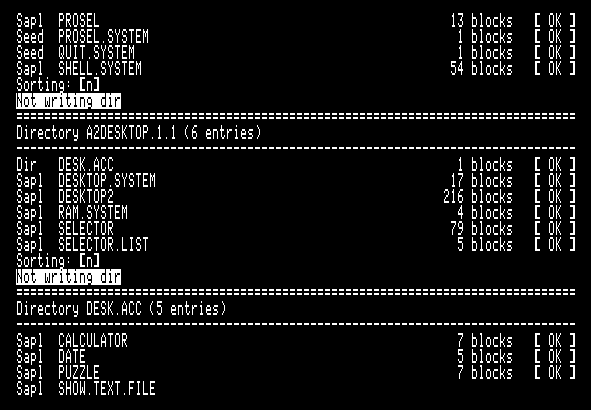 Sapl PROSEL 13 blocks [ OK ]
Seed PROSEL.SYSTEM 1 blocks [ OK ]
Seed QUIT.SYSTEM 1 blocks [ OK ]
Sapl SHELL.SYSTEM 54 blocks [ OK ]
Sorting: [n]
Not writing dir
================================================================================
Directory A2DESKTOP.1.1 (6 entries)
--------------------------------------------------------------------------------
Dir DESK.ACC 1 blocks [ OK ]
Sapl DESKTOP.SYSTEM 17 blocks [ OK ]
Sapl DESKTOP2 216 blocks [ OK ]
Sapl RAM.SYSTEM 4 blocks [ OK ]
Sapl SELECTOR 79 blocks [ OK ]
Sapl SELECTOR.LIST 5 blocks [ OK ]
Sorting: [n]
Not writing dir
================================================================================
Directory DESK.ACC (5 entries)
--------------------------------------------------------------------------------
Sapl CALCULATOR 7 blocks [ OK ]
Sapl DATE 5 blocks [ OK ]
Sapl PUZZLE 7 blocks [ OK ]
Sapl SHOW.TEXT.FILE